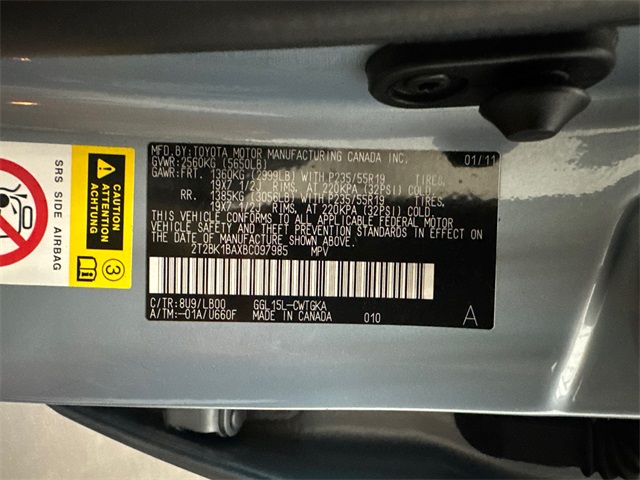 MFD.BY:TOYOTA MOTOR MANUFACTURING CANADA INC. 01/11
GVWR:2560KG (5650LB)
GAWR:FRT. 1360KG (2999LB) WITH P235/55R19 TIRES,
19X7 1/2J RIMS, AT 220KPA (32PSI) COLD.
RR. 1385KG (3056LB) WITH P235/55R19 TIRES,
19X7 1/2J RIMS, AT 220KPA (32PSI) COLD.
THIS VEHICLE CONFORMS TO ALL APPLICABLE FEDERAL MOTOR
VEHICLE SAFETY AND THEFT PREVENTION STANDARDS IN EFFECT ON
THE DATE OF MANUFACTURE SHOWN ABOVE.
2T2BK1BAXBC097985 MPV
C/TR:8U9/LB00 GGL15L-CWTGKA
A/TM:-01A/U660F MADE IN CANADA 010 A
SRS SIDE AIRBAG
CAUTION
ATTENTION
ACHTUNG
3